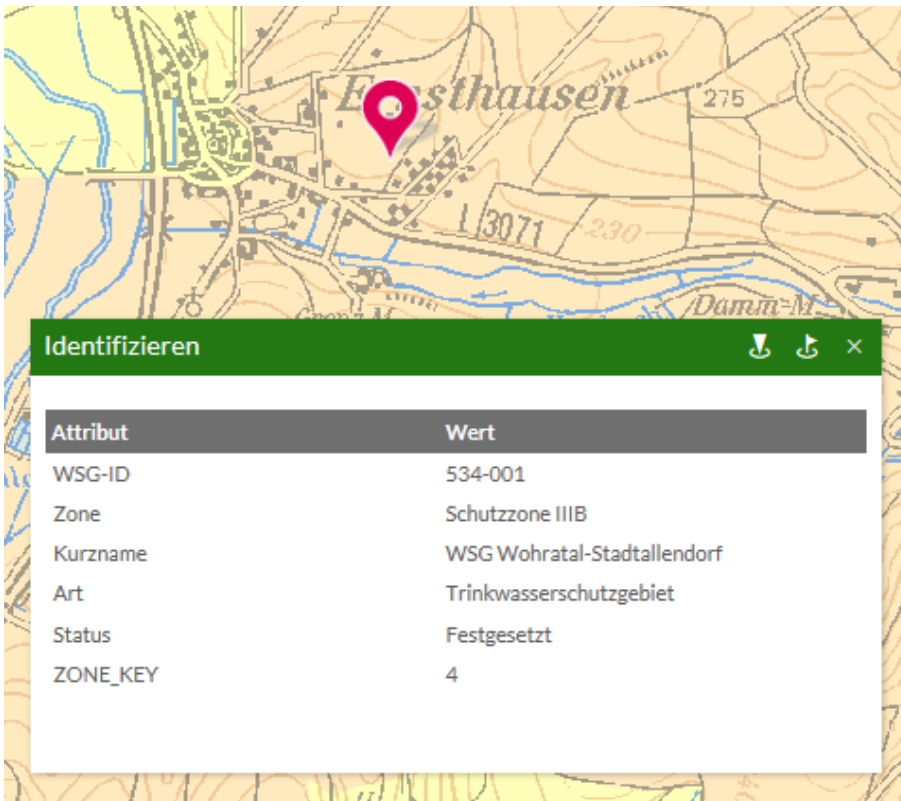 275
L 3071
230
Damm-M.
Identifizieren
Attribut Wert
WSG-ID 534-001
Zone Schutzzone IIIB
Kurzname WSG Wohratal-Stadtallendorf
Art Trinkwasserschutzgebiet
Status Festgesetzt
ZONE_KEY 4